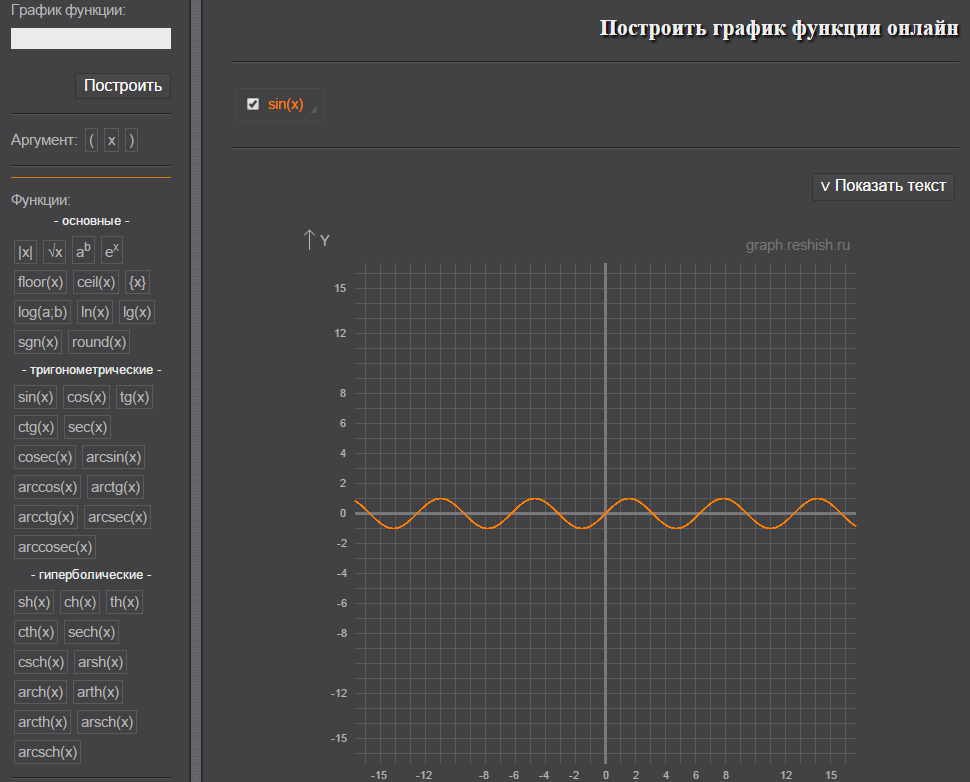 График функции:
Построить
Аргумент: ( x )
Функции:
- основные -
|x| √x aᵇ eˣ
floor(x) ceil(x) {x}
log(a;b) ln(x) lg(x)
sgn(x) round(x)
- тригонометрические -
sin(x) cos(x) tg(x)
ctg(x) sec(x)
cosec(x) arcsin(x)
arccos(x) arctg(x)
arcctg(x) arcsec(x)
arccosec(x)
- гиперболические -
sh(x) ch(x) th(x)
cth(x) sech(x)
csch(x) arsh(x)
arch(x) arth(x)
arcth(x) arsch(x)
arcsch(x)
Построить график функции онлайн
sin(x)
v Показать текст
Y
graph.reshish.ru
15
12
8
6
4
2
0
-2
-4
-6
-8
-12
-15
-15 -12 -8 -6 -4 -2 0 2 4 6 8 12 15